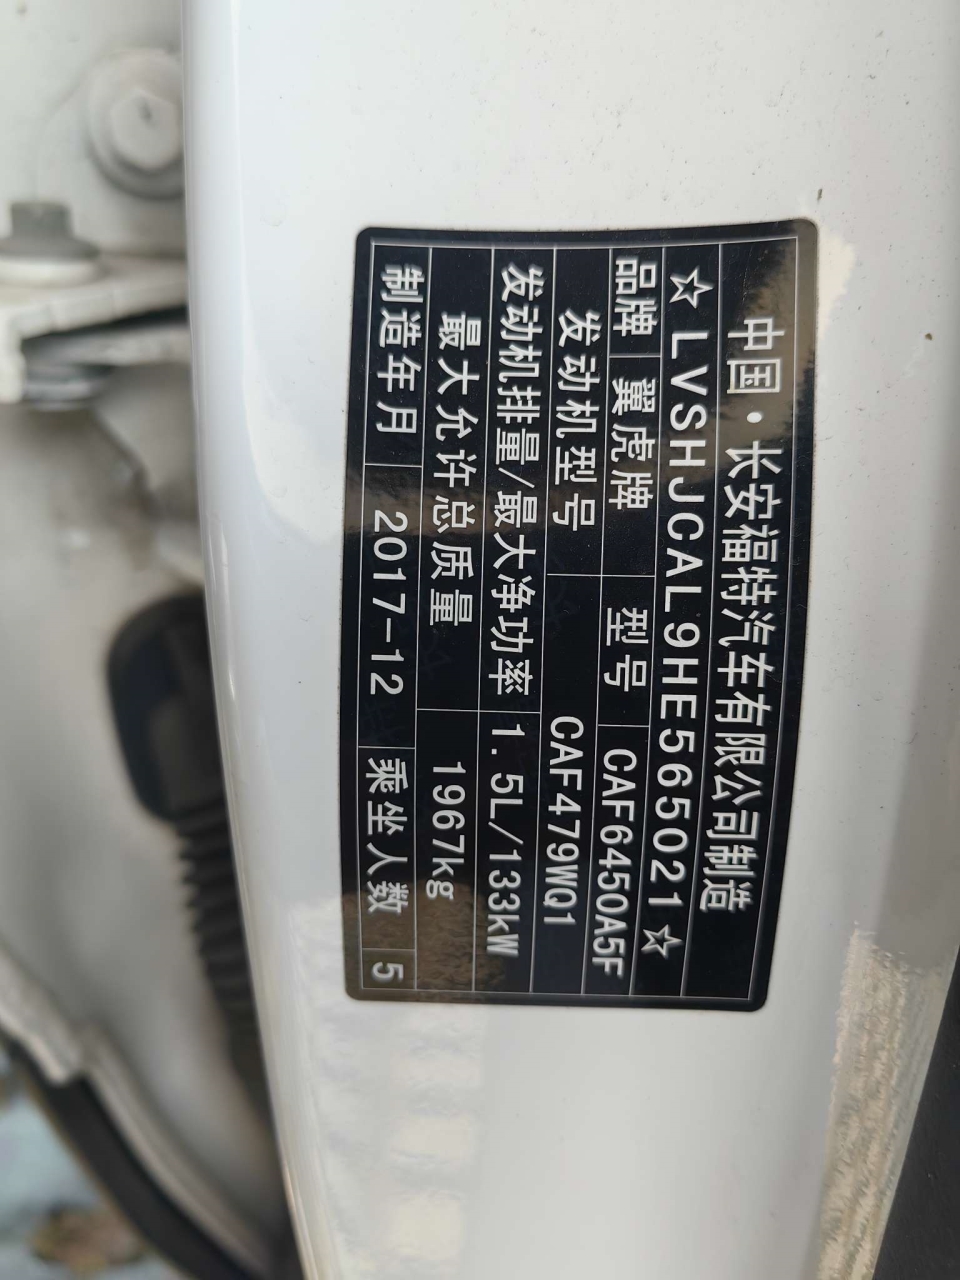 中国·长安福特汽车有限公司制造
☆LVSHJCAL9HE565021☆
品牌 翼虎牌 型号 CAF6450A5F
发动机型号 CAF479WQ1
发动机排量/最大净功率 1.5L/133kW
最大允许总质量 1967kg
制造年月 2017-12 乘坐人数 5